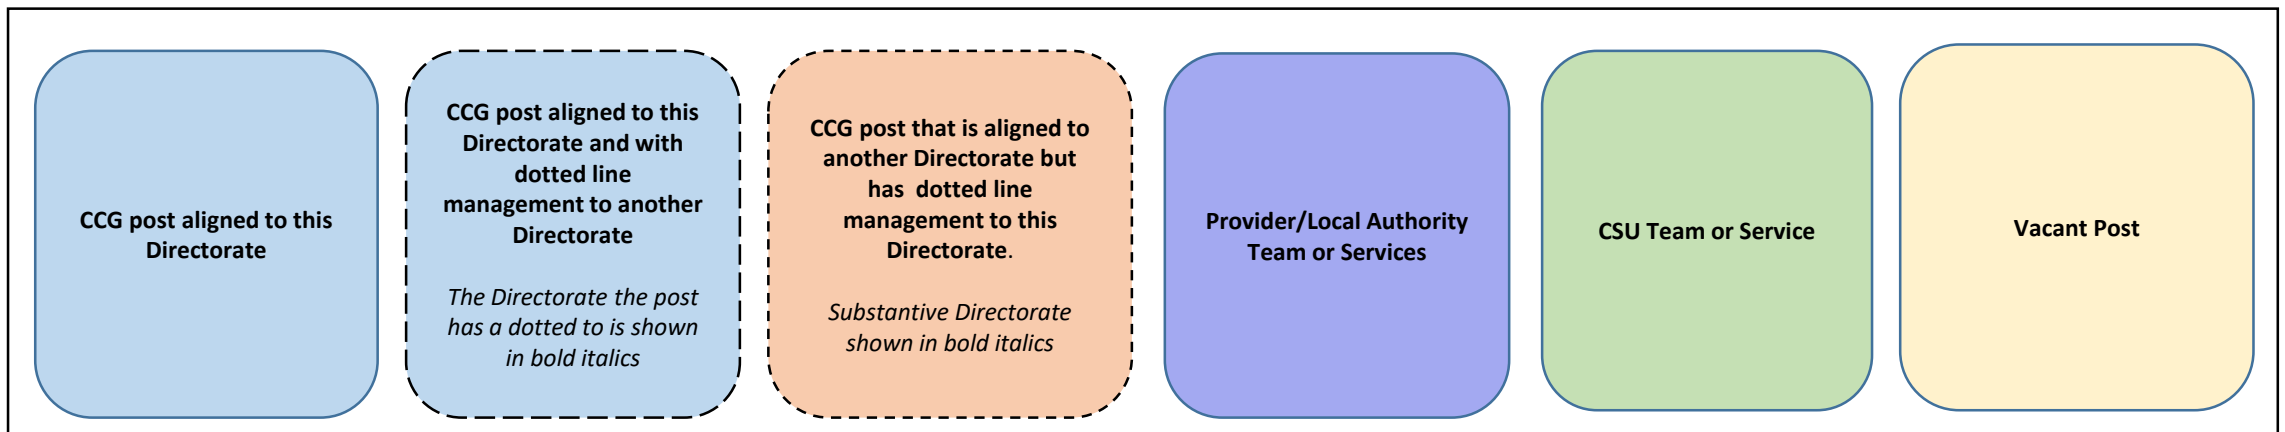 CCG post aligned to this
Directorate
CCG post aligned to this
Directorate and with
dotted line
management to another
Directorate
The Directorate the post
has a dotted to is shown
in bold italics
CCG post that is aligned to
another Directorate but
has dotted line
management to this
Directorate.
Substantive Directorate
shown in bold italics
Provider/Local Authority
Team or Services
CSU Team or Service
Vacant Post